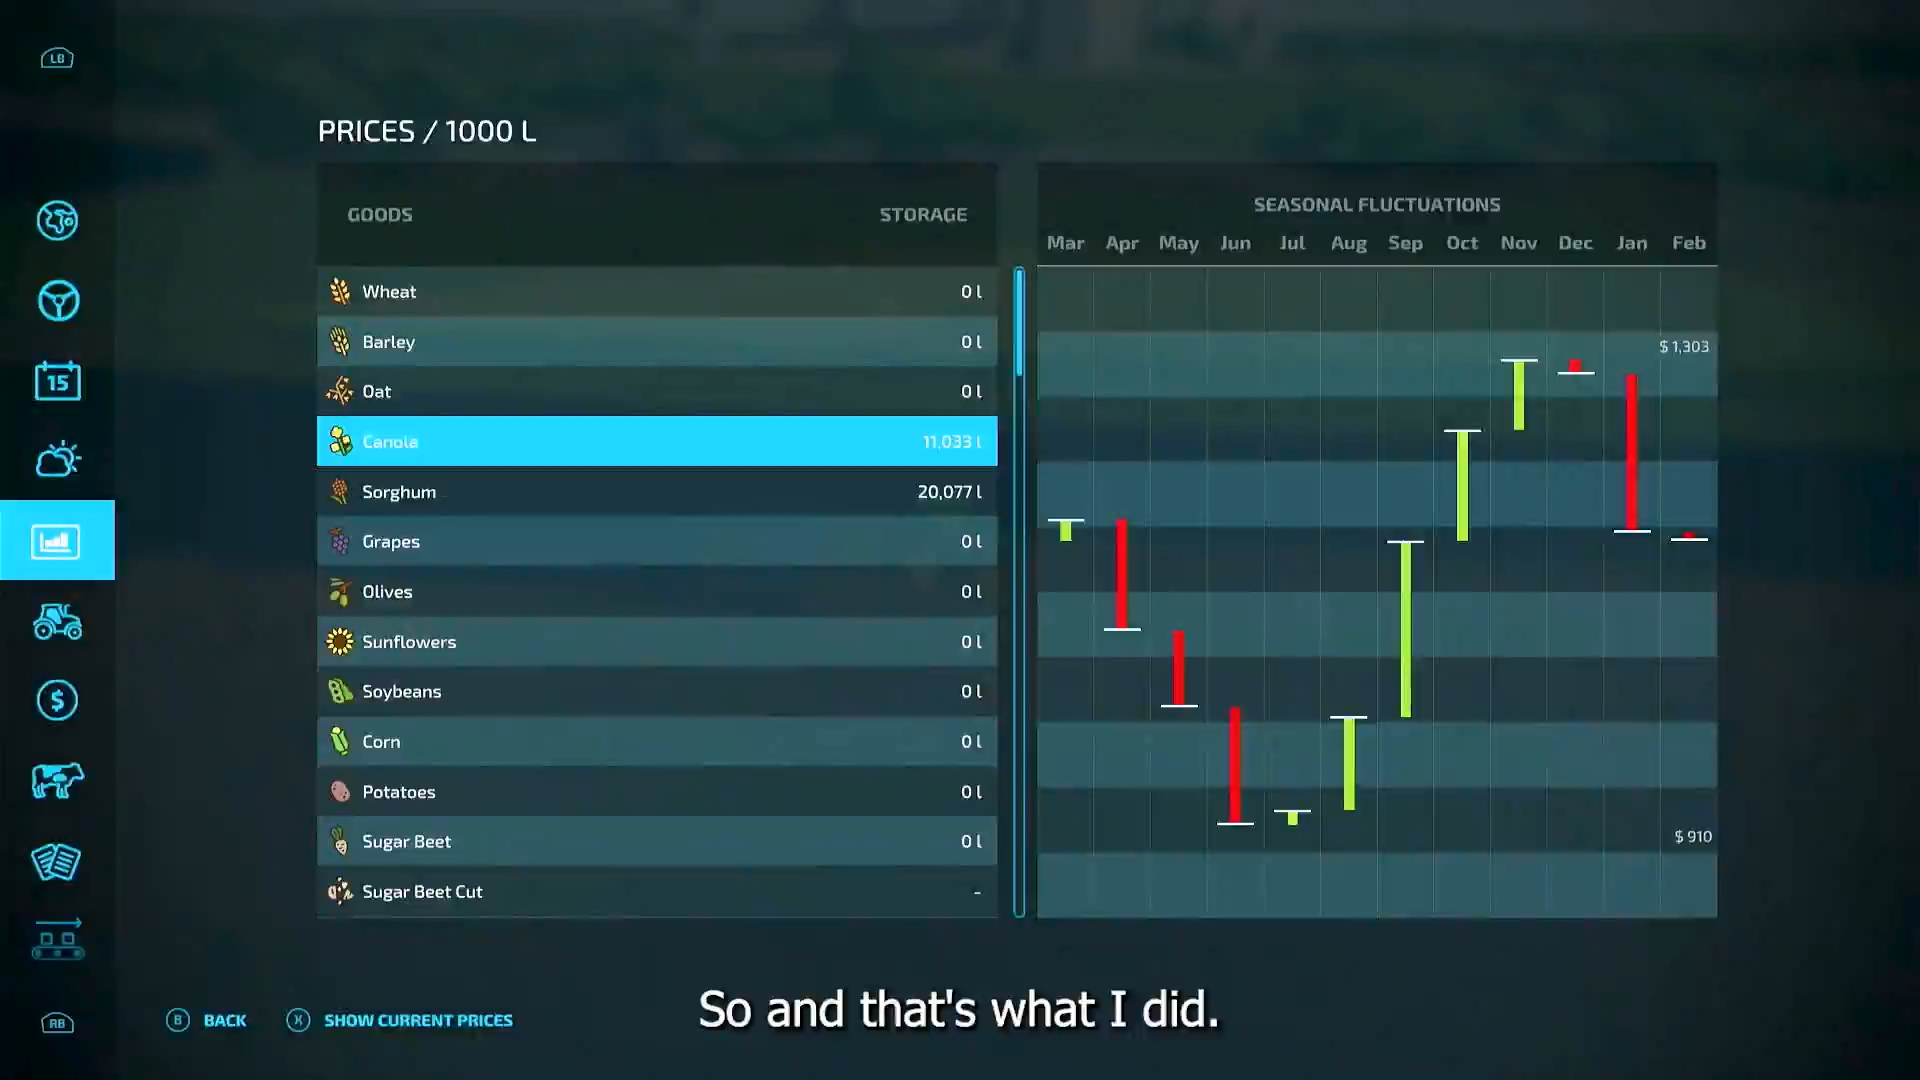 LB
PRICES / 1000 L
GOODS STORAGE
Wheat 0 l
Barley 0 l
Oat 0 l
Canola 11,033 l
Sorghum 20,077 l
Grapes 0 l
Olives 0 l
Sunflowers 0 l
Soybeans 0 l
Corn 0 l
Potatoes 0 l
Sugar Beet 0 l
Sugar Beet Cut -
SEASONAL FLUCTUATIONS
Mar Apr May Jun Jul Aug Sep Oct Nov Dec Jan Feb
$ 1,303
$ 910
15
$
RB
B BACK X SHOW CURRENT PRICES
So and that's what I did.